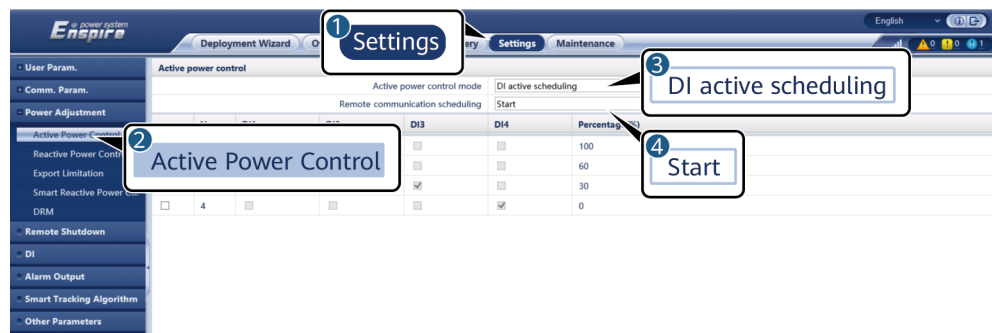 Enspire
e power system
English
1
Settings
Deployment Wizard
Settings
Maintenance
0
0
1
User Param.
Comm. Param.
Power Adjustment
Active Power Control
Reactive Power Contr
Export Limitation
Smart Reactive Power C...
DRM
Remote Shutdown
DI
Alarm Output
Smart Tracking Algorithm
Other Parameters
Active power control
Active power control mode
DI active scheduling
Remote communication scheduling
Start
3
DI active scheduling
DI3
DI4
Percentage (%)
100
60
30
4
0
2
Active Power Control
4
Start